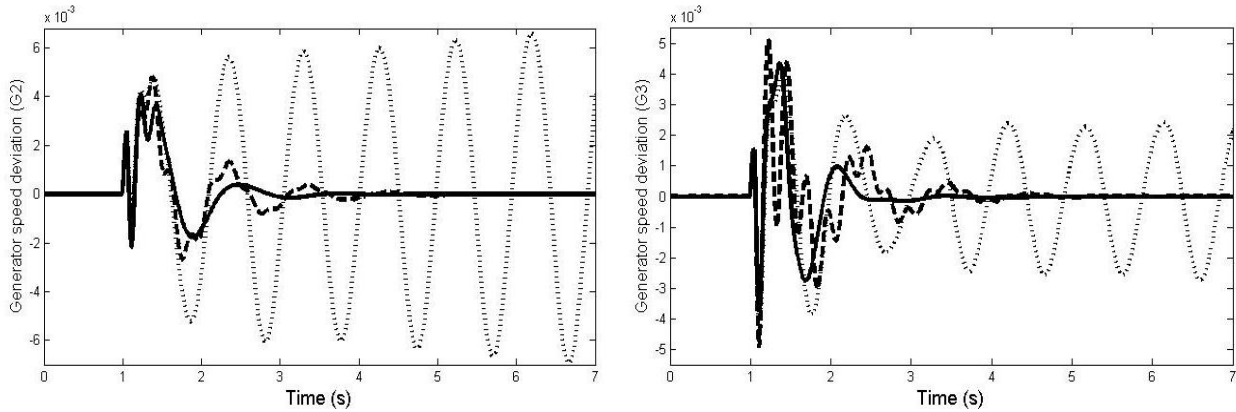 x 10⁻³
6
4
2
0
-2
-4
-6
Generator speed deviation (G2)
0 1 2 3 4 5 6 7
Time (s)
x 10⁻³
5
4
3
2
1
0
-1
-2
-3
-4
-5
Generator speed deviation (G3)
0 1 2 3 4 5 6 7
Time (s)